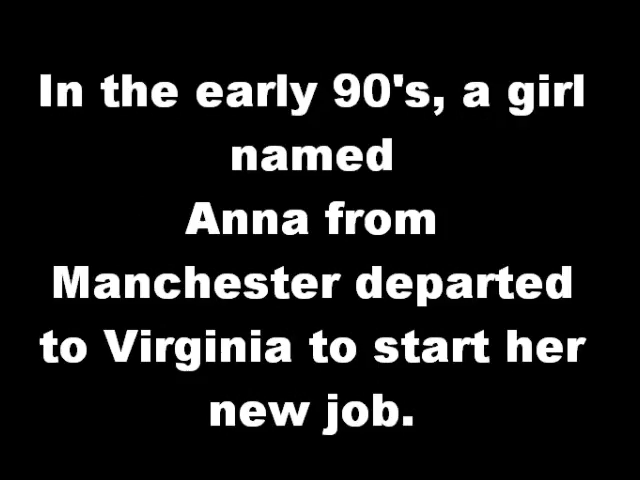 In the early 90's, a girl
named
Anna from
Manchester departed
to Virginia to start her
new job.